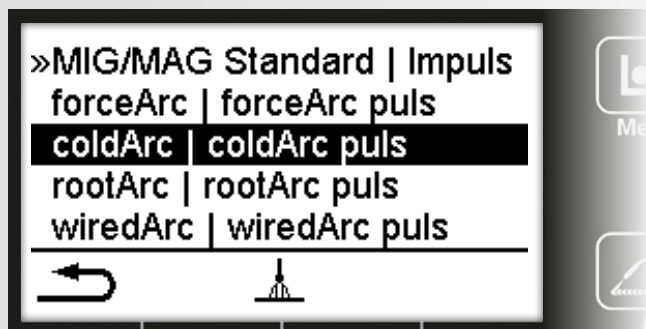 »MIG/MAG Standard | Impuls
forceArc | forceArc puls
coldArc | coldArc puls
rootArc | rootArc puls
wiredArc | wiredArc puls